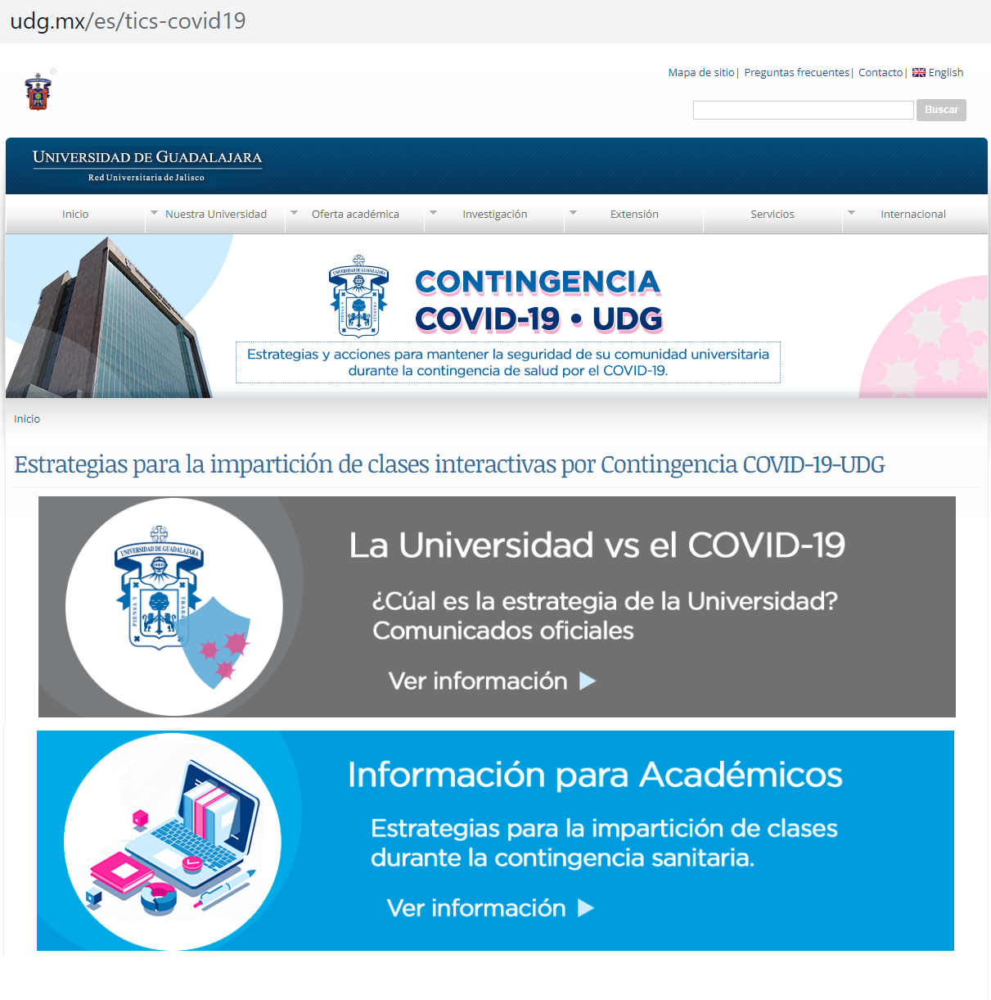 udg.mx/es/tics-covid19
®
Mapa de sitio| Preguntas frecuentes| Contacto| English
Buscar
UNIVERSIDAD DE GUADALAJARA
Red Universitaria de Jalisco
Inicio Nuestra Universidad Oferta académica Investigación Extensión Servicios Internacional
UNIVERSIDAD DE GUADALAJARA
PIENSA Y
TRABAJA
CONTINGENCIA
COVID-19 • UDG
Estrategias y acciones para mantener la seguridad de su comunidad universitaria
durante la contingencia de salud por el COVID-19.
Inicio
Estrategias para la impartición de clases interactivas por Contingencia COVID-19-UDG
UNIVERSIDAD DE GUADALAJARA
PIENSA Y
La Universidad vs el COVID-19
¿Cúal es la estrategia de la Universidad?
Comunicados oficiales
Ver información
Información para Académicos
Estrategias para la impartición de clases
durante la contingencia sanitaria.
Ver información